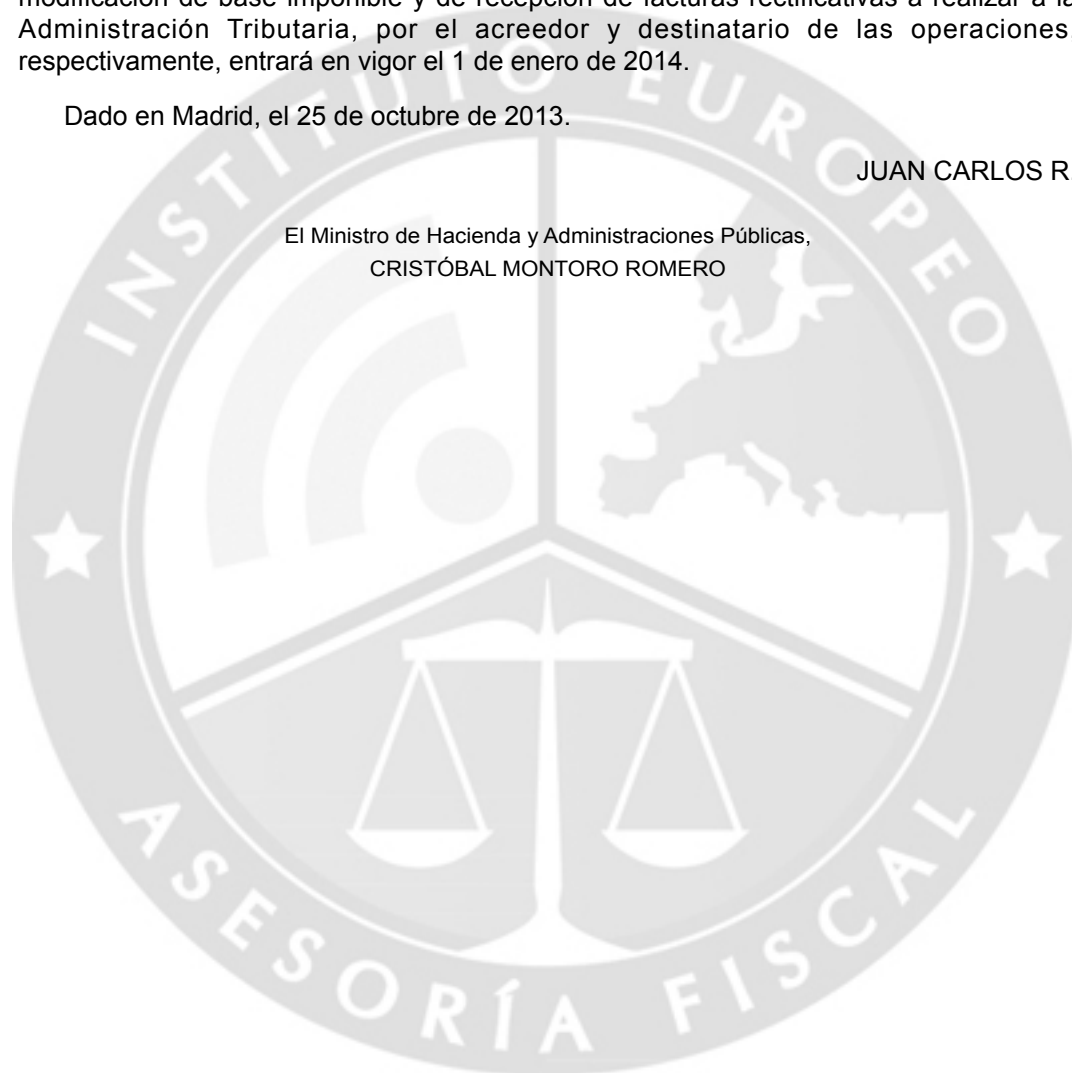 modificación de base imponible y de recepción de facturas rectificativas a realizar a la
Administración Tributaria, por el acreedor y destinatario de las operaciones,
respectivamente, entrará en vigor el 1 de enero de 2014.
Dado en Madrid, el 25 de octubre de 2013.
JUAN CARLOS R.
El Ministro de Hacienda y Administraciones Públicas,
CRISTÓBAL MONTORO ROMERO
INSTITUTO EUROPEO
ASESORÍA FISCAL